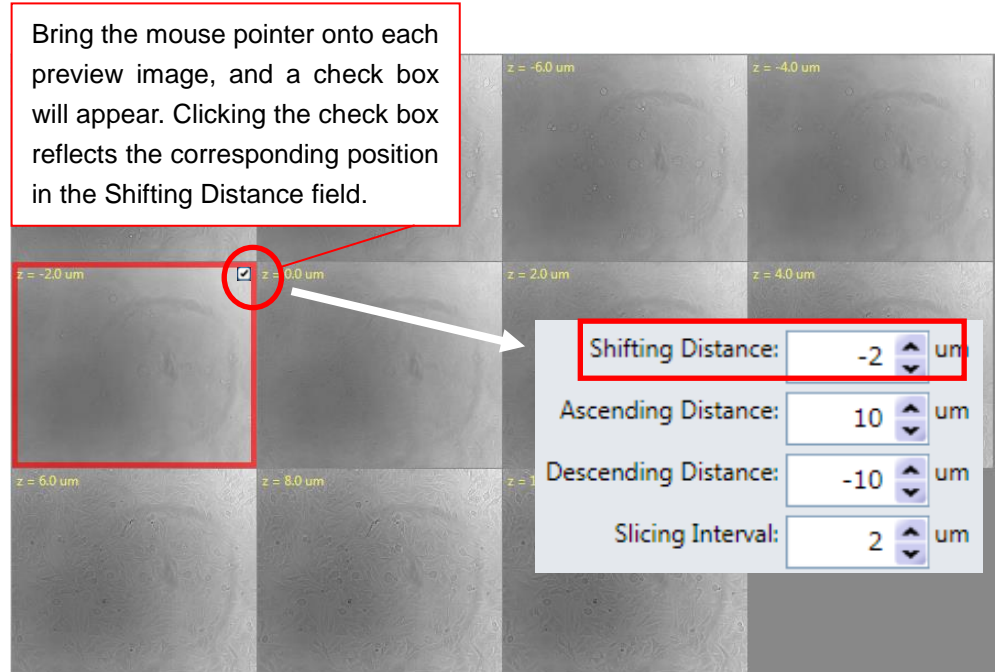 Bring the mouse pointer onto each
preview image, and a check box
will appear. Clicking the check box
reflects the corresponding position
in the Shifting Distance field.
z = -6.0 um
z = -4.0 um
z = -2.0 um
z = 0.0 um
z = 2.0 um
z = 4.0 um
Shifting Distance: -2 um
Ascending Distance: 10 um
Descending Distance: -10 um
Slicing Interval: 2 um
z = 6.0 um
z = 8.0 um
z = 1